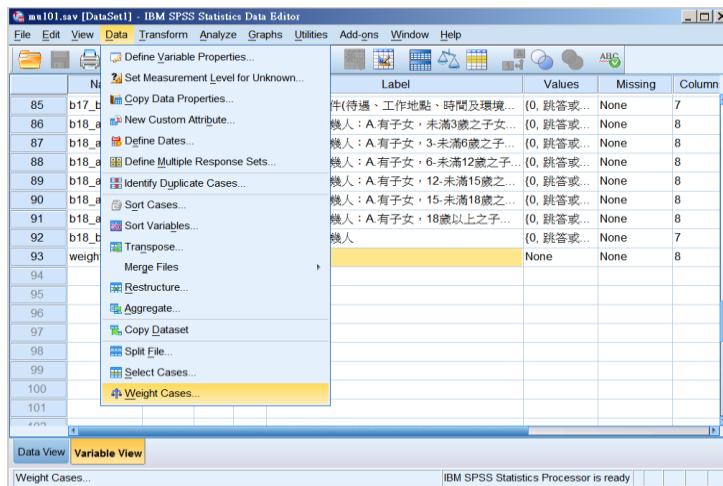 mu101.sav [DataSet1] - IBM SPSS Statistics Data Editor
File Edit View Data Transform Analyze Graphs Utilities Add-ons Window Help
Define Variable Properties...
Set Measurement Level for Unknown...
Copy Data Properties...
New Custom Attribute...
Define Dates...
Define Multiple Response Sets...
Identify Duplicate Cases...
Sort Cases...
Sort Variables...
Transpose...
Merge Files
Restructure...
Aggregate...
Copy Dataset
Split File...
Select Cases...
Weight Cases...
Na Label Values Missing Column
85 b17_b 件(待遇、工作地點、時間及環境... {0, 跳答或... None 7
86 b18_a 幾人：A.有子女，未滿3歲之子女... {0, 跳答或... None 8
87 b18_a 幾人：A.有子女，3-未滿6歲之子... {0, 跳答或... None 8
88 b18_a 幾人：A.有子女，6-未滿12歲之子... {0, 跳答或... None 8
89 b18_a 幾人：A.有子女，12-未滿15歲之... {0, 跳答或... None 8
90 b18_a 幾人：A.有子女，15-未滿18歲之... {0, 跳答或... None 8
91 b18_a 幾人：A.有子女，18歲以上之子... {0, 跳答或... None 8
92 b18_b 幾人 {0, 跳答或... None 7
93 weight None None 8
94
95
96
97
98
99
100
101
Data View Variable View
Weight Cases... IBM SPSS Statistics Processor is ready